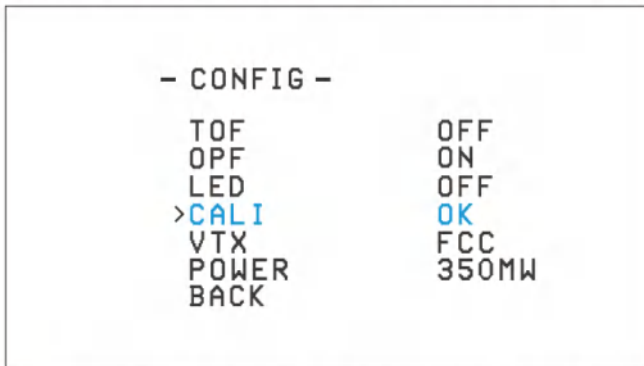 - CONFIG -
TOF OFF
OPF ON
LED OFF
>CALI OK
VTX FCC
POWER 350MW
BACK